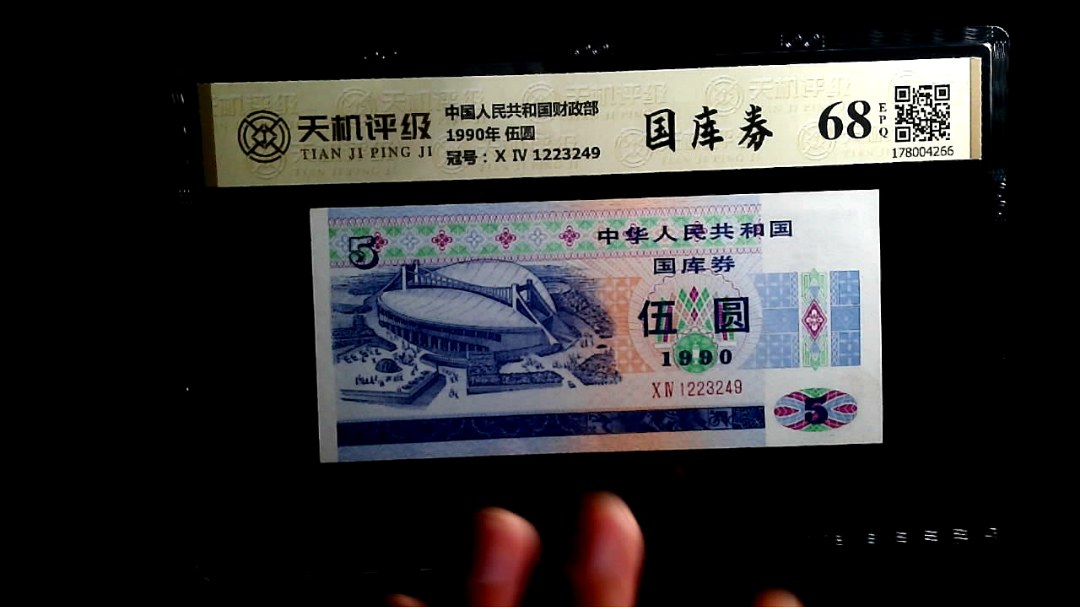 天机评级
TIAN JI PING JI
中国人民共和国财政部
1990年 伍圆
冠号：X IV 1223249
国库券
68
EPQ
178004266
5
中华人民共和国
国库券
伍 圆
1990
X IV 1223249
5